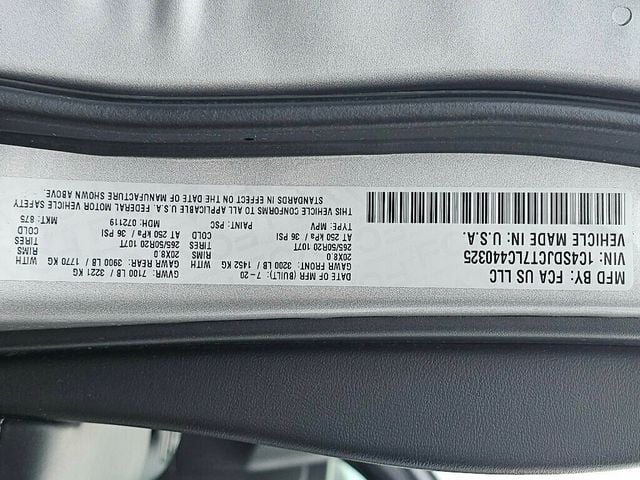 MFD BY: FCA US LLC
VIN: 1C4SDJCT7LC440325
VEHICLE MADE IN: U.S.A.
DATE OF MFR (BUILT): 7-20 GVWR: 7100 LB / 3221 KG
GAWR FRONT: 3200 LB / 1452 KG WITH GAWR REAR: 3900 LB / 1770 KG WITH
20X8.0 RIMS 20X8.0 RIMS
265/50R20 107T TIRES 265/50R20 107T TIRES
AT 250 kPa / 36 PSI COLD AT 250 kPa / 36 PSI COLD
TYPE: MPV PAINT: PSC MDH: 072119 MKT: 875
THIS VEHICLE CONFORMS TO ALL APPLICABLE U.S.A. FEDERAL MOTOR VEHICLE SAFETY
STANDARDS IN EFFECT ON THE DATE OF MANUFACTURE SHOWN ABOVE.